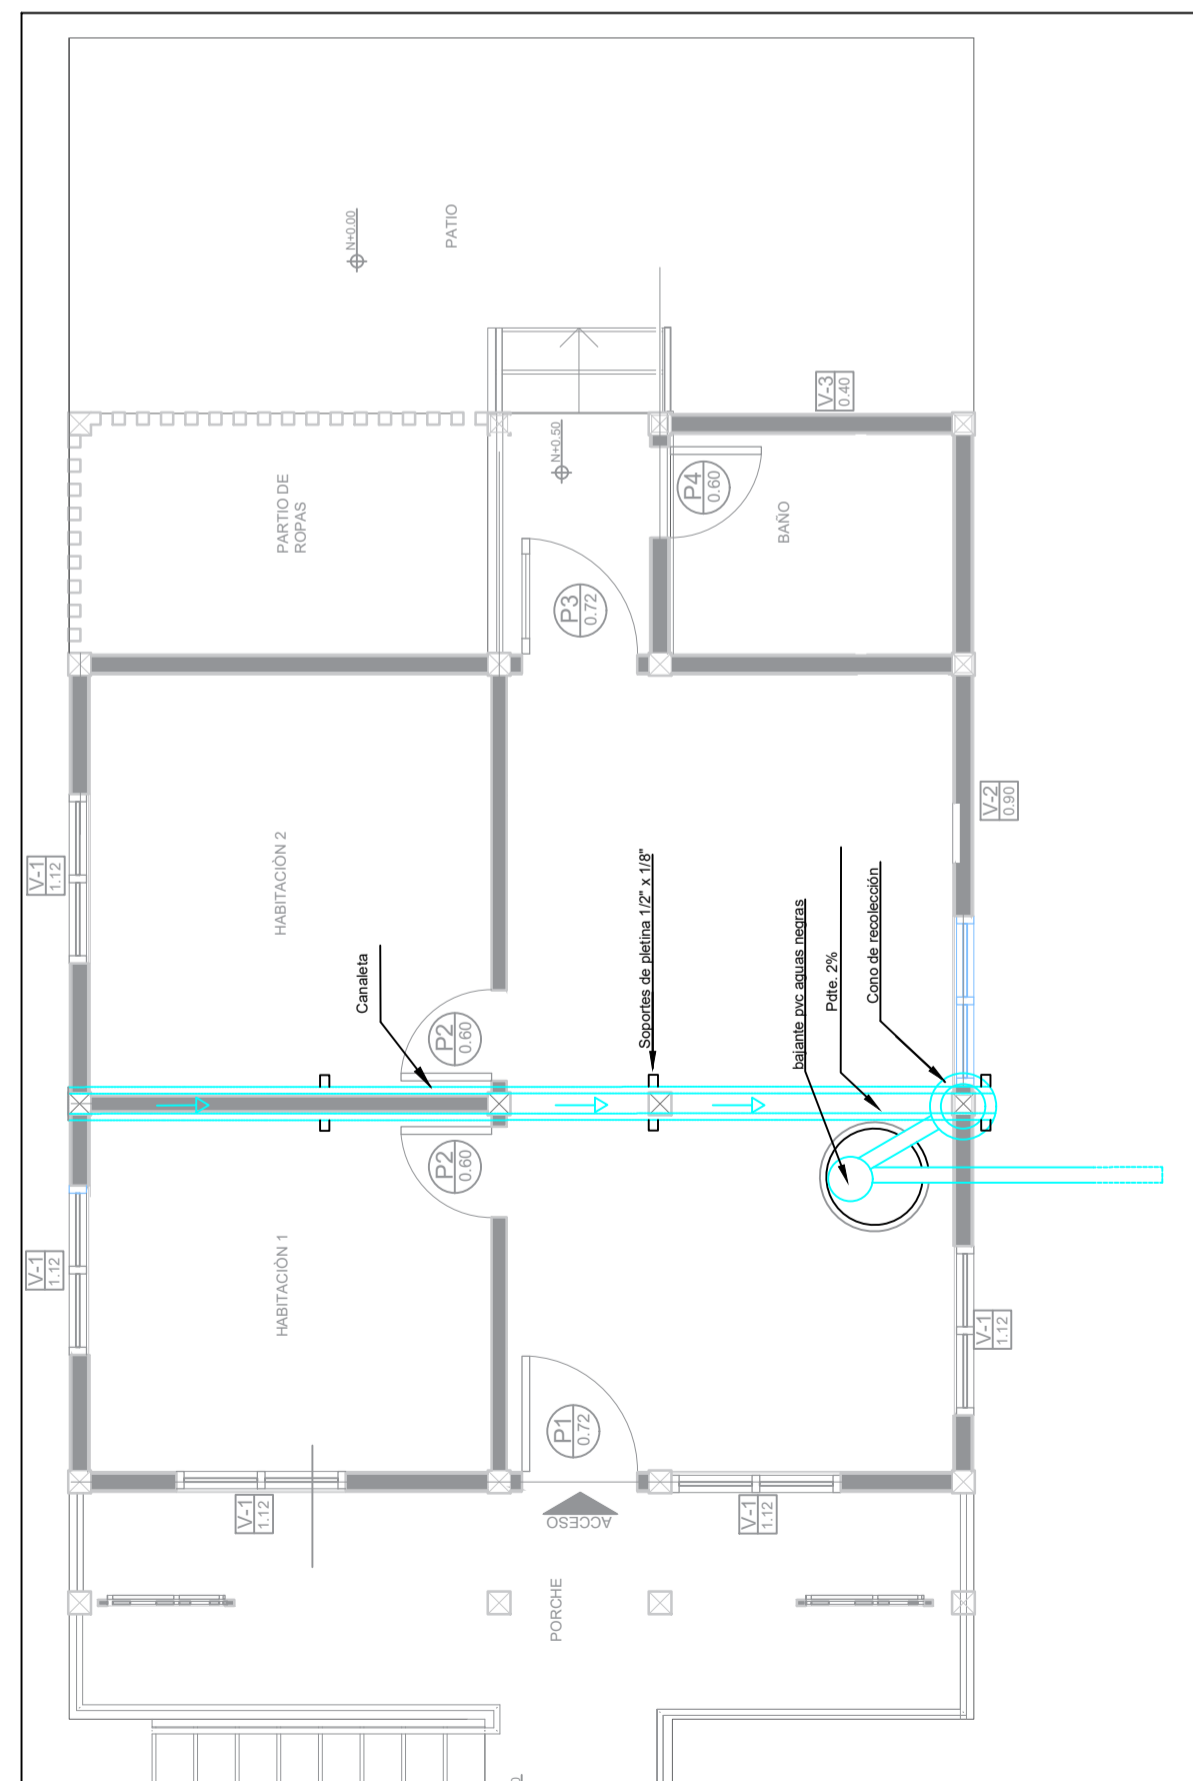 N+0.00
PATIO
V-3
0.40
N+0.50
P4
0.60
PARTIO DE
ROPAS
BAÑO
P3
0.72
V-2
0.90
V-1
1.12
HABITACIÒN 2
Canaleta
Soportes de pletina 1/2" x 1/8"
bajante pvc aguas negras
Pdte. 2%
Cono de recolección
P2
0.60
P2
0.60
V-1
1.12
HABITACIÒN 1
V-1
1.12
P1
0.72
V-1
1.12
ACCESO
V-1
1.12
PORCHE